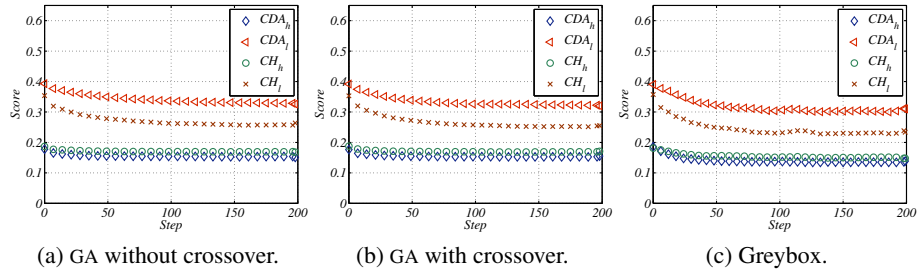 0.6
0.5
0.4
0.3
0.2
0.1
0
Score
0 50 100 150 200
Step
CDA_h
CDA_l
CH_h
CH_l
(a) GA without crossover.
0.6
0.5
0.4
0.3
0.2
0.1
0
Score
0 50 100 150 200
Step
CDA_h
CDA_l
CH_h
CH_l
(b) GA with crossover.
0.6
0.5
0.4
0.3
0.2
0.1
0
Score
0 50 100 150 200
Step
CDA_h
CDA_l
CH_h
CH_l
(c) Greybox.